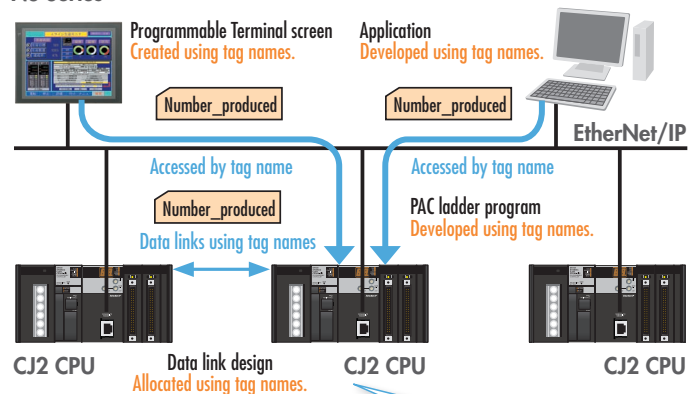 Programmable Terminal screen
Created using tag names.
Application
Developed using tag names.
Number_produced
Number_produced
EtherNet/IP
Accessed by tag name
Accessed by tag name
Number_produced
Data links using tag names
PAC ladder program
Developed using tag names.
CJ2 CPU
CJ2 CPU
CJ2 CPU
Data link design
Allocated using tag names.